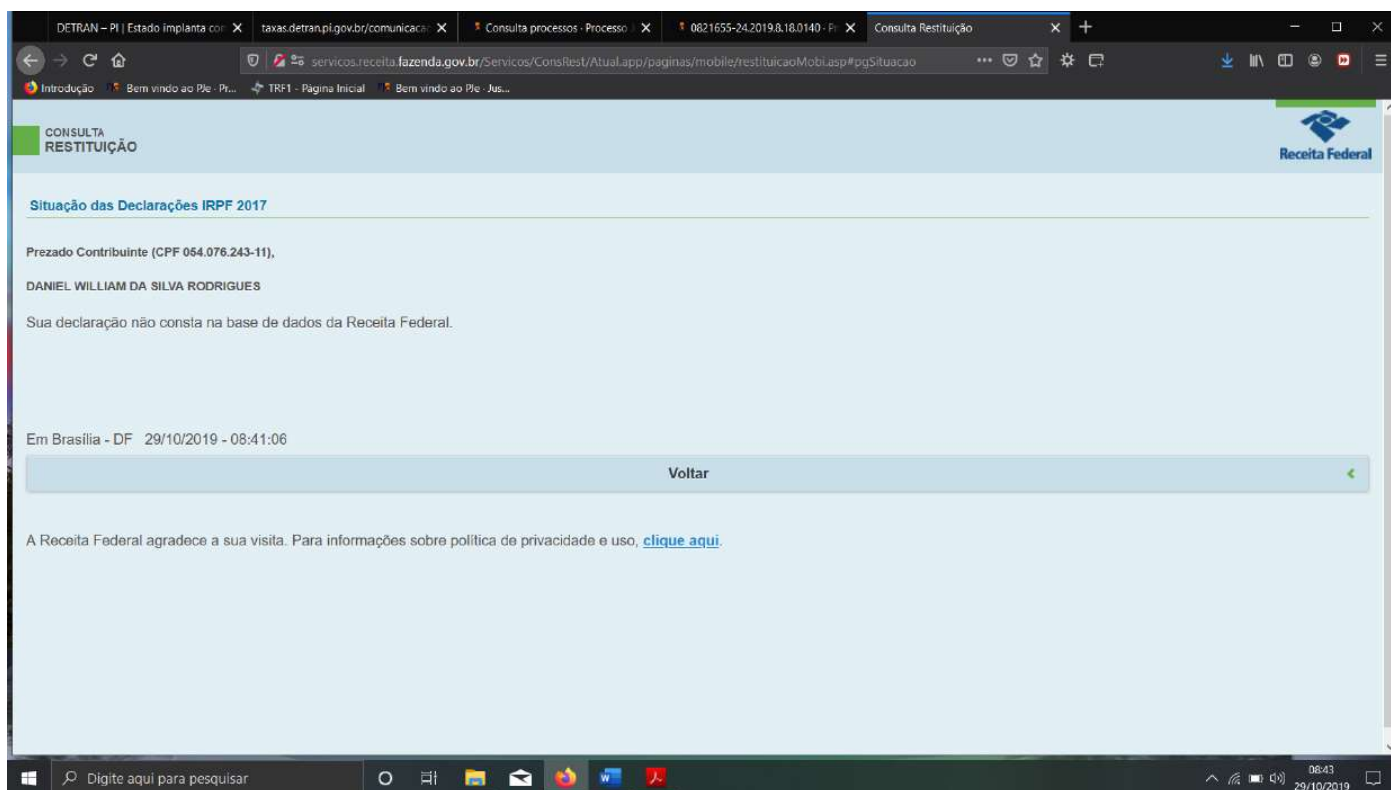 DETRAN – PI | Estado implanta con
taxas.detran.pi.gov.br/comunicaca
Consulta processos · Processo J
0821655-24.2019.8.18.0140 · Pr
Consulta Restituição
servicos.receita.fazenda.gov.br/Servicos/ConsRest/Atual.app/paginas/mobile/restituicaoMobi.asp#pgSituacao
Introdução
Bem vindo ao PJe · Pr...
TRF1 - Página Inicial
Bem vindo ao PJe · Jus...
CONSULTA
RESTITUIÇÃO
Receita Federal
Situação das Declarações IRPF 2017
Prezado Contribuinte (CPF 054.076.243-11),
DANIEL WILLIAM DA SILVA RODRIGUES
Sua declaração não consta na base de dados da Receita Federal.
Em Brasília - DF 29/10/2019 - 08:41:06
Voltar
A Receita Federal agradece a sua visita. Para informações sobre política de privacidade e uso, clique aqui.
Digite aqui para pesquisar
08:43
29/10/2019